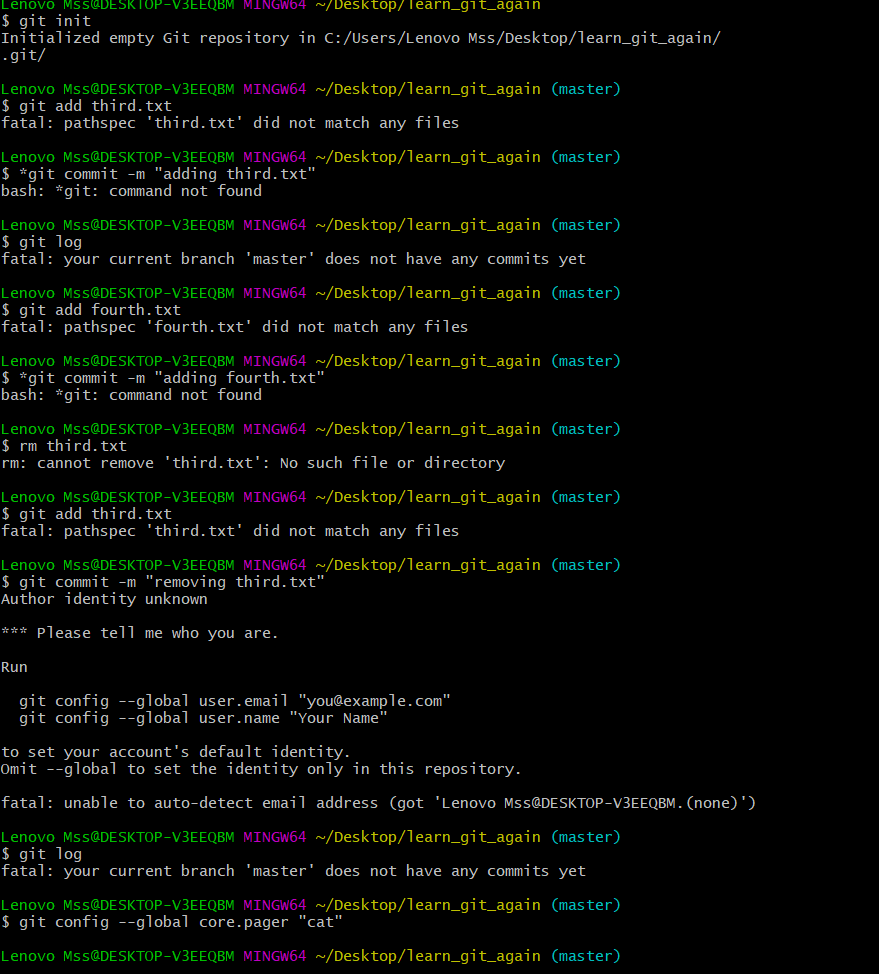 Lenovo Mss@DESKTOP-V3EEQBM MINGW64 ~/Desktop/learn_git_again
$ git init
Initialized empty Git repository in C:/Users/Lenovo Mss/Desktop/learn_git_again/
.git/
Lenovo Mss@DESKTOP-V3EEQBM MINGW64 ~/Desktop/learn_git_again (master)
$ git add third.txt
fatal: pathspec 'third.txt' did not match any files
Lenovo Mss@DESKTOP-V3EEQBM MINGW64 ~/Desktop/learn_git_again (master)
$ *git commit -m "adding third.txt"
bash: *git: command not found
Lenovo Mss@DESKTOP-V3EEQBM MINGW64 ~/Desktop/learn_git_again (master)
$ git log
fatal: your current branch 'master' does not have any commits yet
Lenovo Mss@DESKTOP-V3EEQBM MINGW64 ~/Desktop/learn_git_again (master)
$ git add fourth.txt
fatal: pathspec 'fourth.txt' did not match any files
Lenovo Mss@DESKTOP-V3EEQBM MINGW64 ~/Desktop/learn_git_again (master)
$ *git commit -m "adding fourth.txt"
bash: *git: command not found
Lenovo Mss@DESKTOP-V3EEQBM MINGW64 ~/Desktop/learn_git_again (master)
$ rm third.txt
rm: cannot remove 'third.txt': No such file or directory
Lenovo Mss@DESKTOP-V3EEQBM MINGW64 ~/Desktop/learn_git_again (master)
$ git add third.txt
fatal: pathspec 'third.txt' did not match any files
Lenovo Mss@DESKTOP-V3EEQBM MINGW64 ~/Desktop/learn_git_again (master)
$ git commit -m "removing third.txt"
Author identity unknown
*** Please tell me who you are.
Run
git config --global user.email "you@example.com"
git config --global user.name "Your Name"
to set your account's default identity.
Omit --global to set the identity only in this repository.
fatal: unable to auto-detect email address (got 'Lenovo Mss@DESKTOP-V3EEQBM.(none)')
Lenovo Mss@DESKTOP-V3EEQBM MINGW64 ~/Desktop/learn_git_again (master)
$ git log
fatal: your current branch 'master' does not have any commits yet
Lenovo Mss@DESKTOP-V3EEQBM MINGW64 ~/Desktop/learn_git_again (master)
$ git config --global core.pager "cat"
Lenovo Mss@DESKTOP-V3EEQBM MINGW64 ~/Desktop/learn_git_again (master)